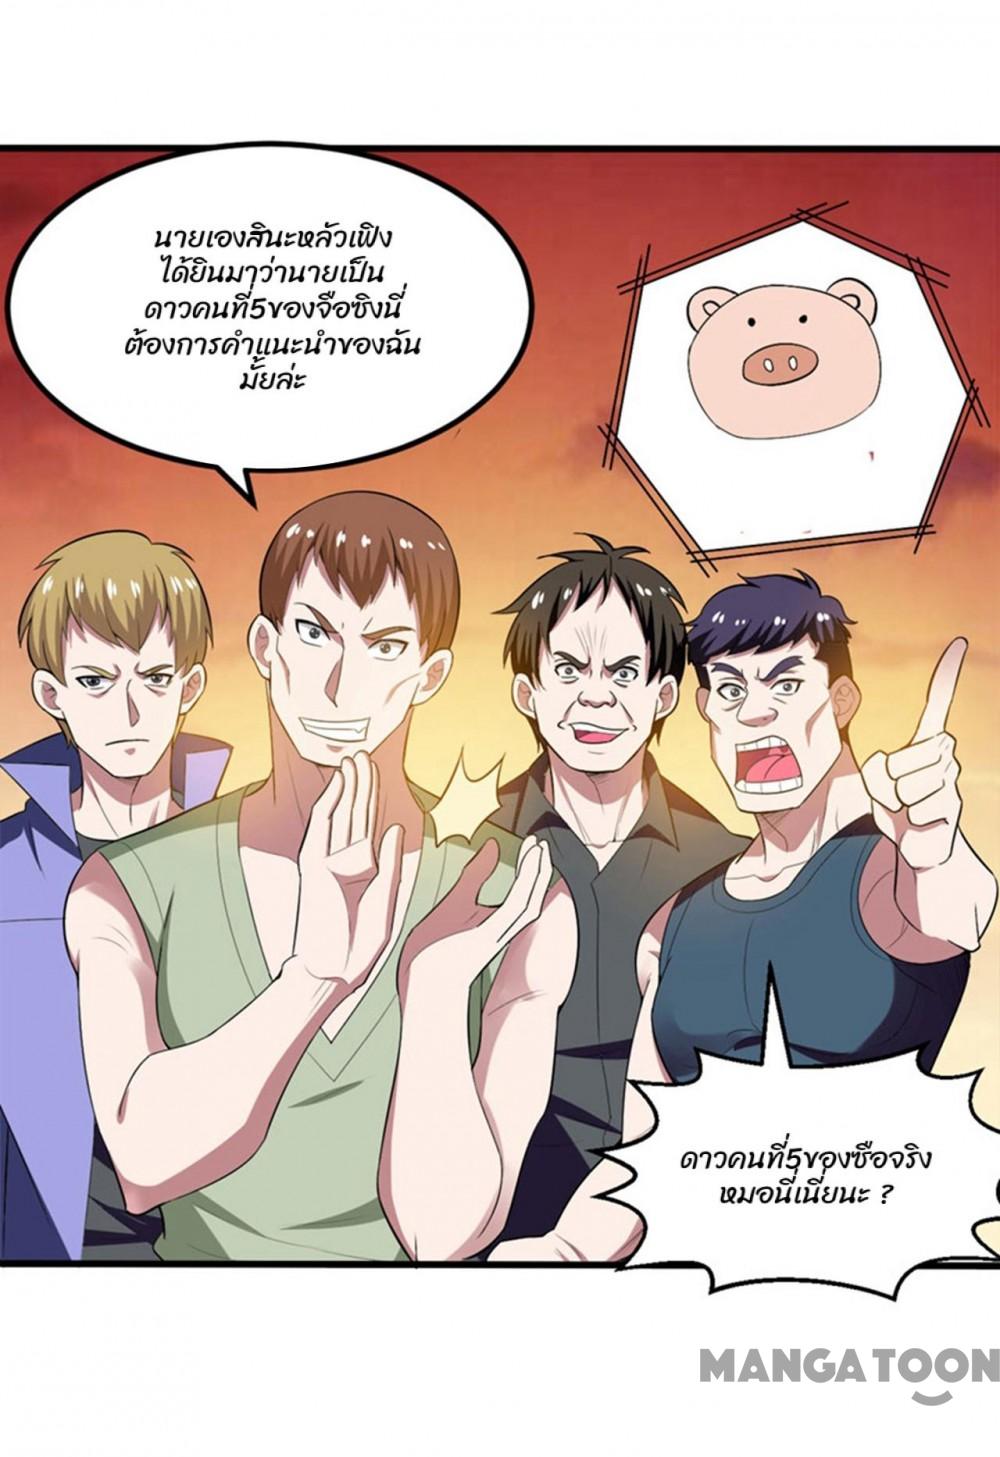 นายเองสินะหลัวเฟิง
ได้ยินมาว่านายเป็น
ดาวคนที่5ของจือซิงนี่
ต้องการคำแนะนำของฉัน
มั้ยล่ะ
ดาวคนที่5ของซือจริง
หมอนี่เนี่ยนะ ?
MANGATOON